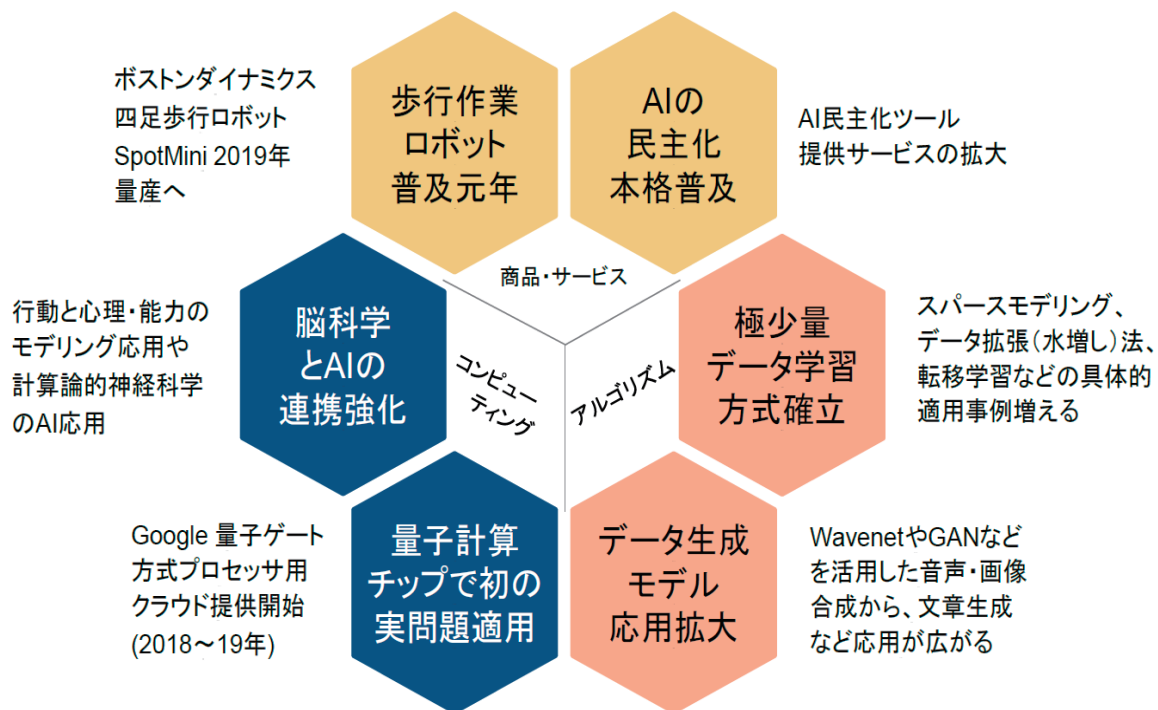 ボストンダイナミクス
四足歩行ロボット
SpotMini 2019年
量産へ
歩行作業
ロボット
普及元年
AIの
民主化
本格普及
AI民主化ツール
提供サービスの拡大
商品・サービス
行動と心理・能力の
モデリング応用や
計算論的神経科学
のAI応用
脳科学
とAIの
連携強化
コンピュー
ティング
アルゴリズム
極少量
データ学習
方式確立
スパースモデリング、
データ拡張（水増し）法、
転移学習などの具体的
適用事例増える
Google 量子ゲート
方式プロセッサ用
クラウド提供開始
(2018～19年)
量子計算
チップで初の
実問題適用
データ生成
モデル
応用拡大
WavenetやGANなど
を活用した音声・画像
合成から、文章生成
など応用が広がる